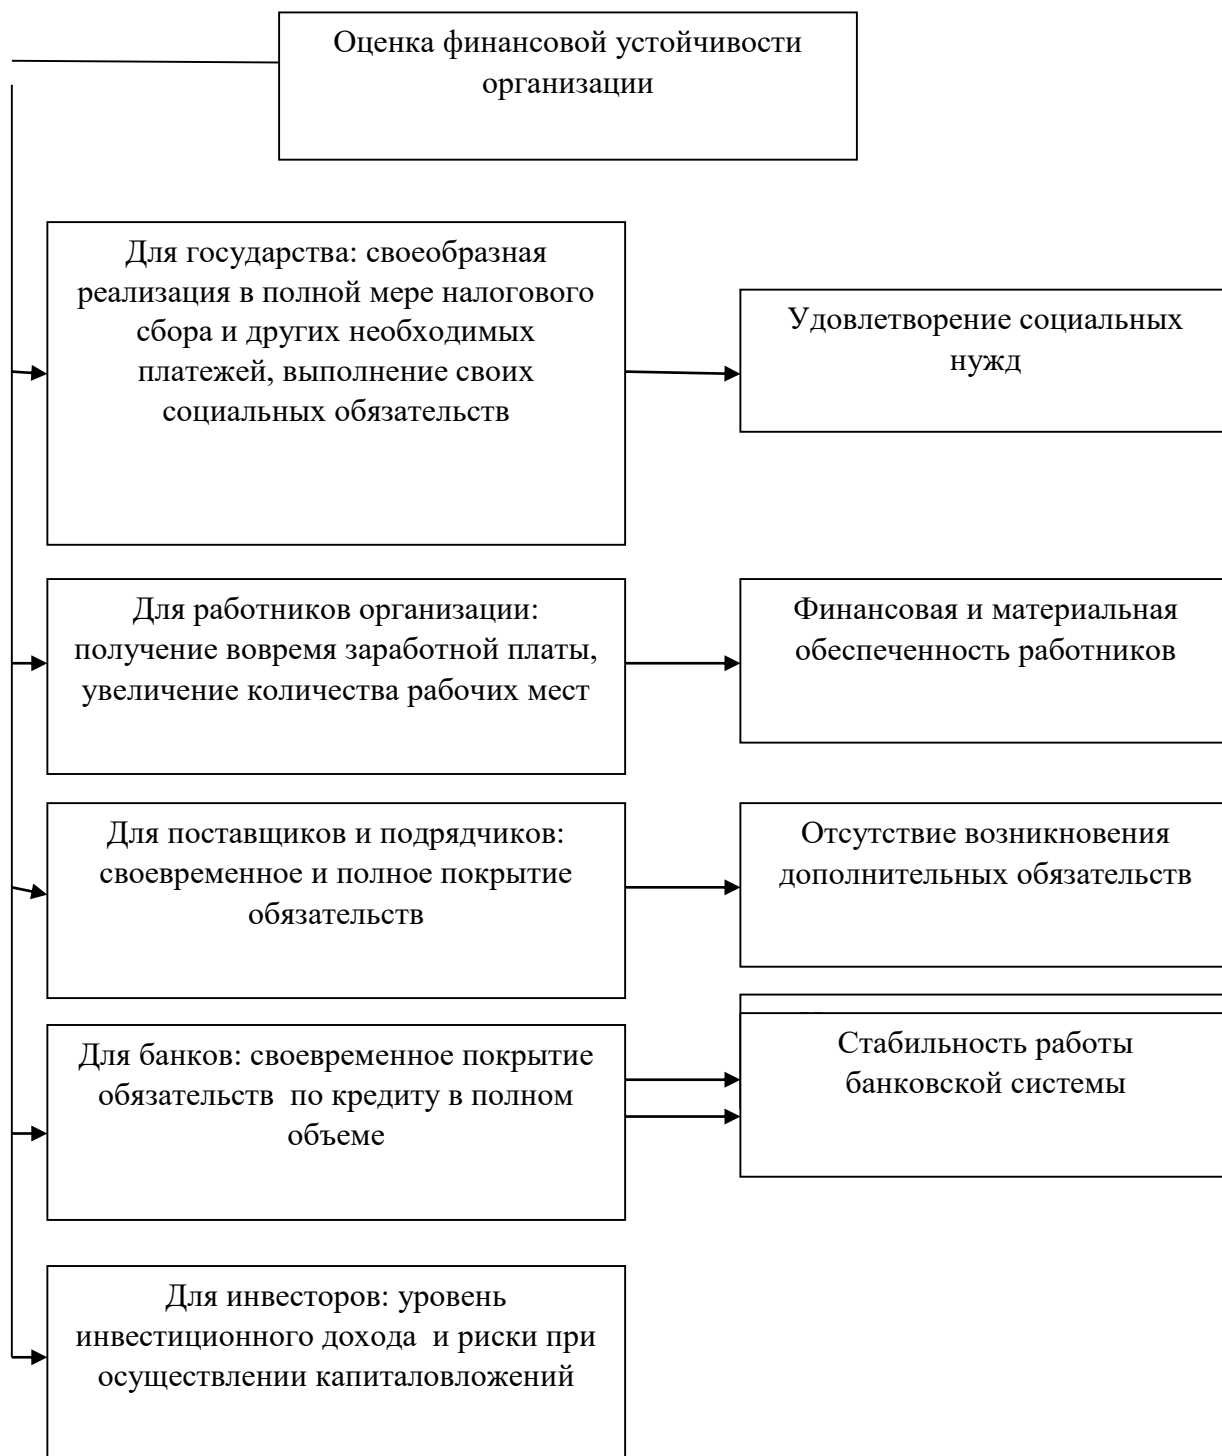 Оценка финансовой устойчивости
организации
Для государства: своеобразная
реализация в полной мере налогового
сбора и других необходимых
платежей, выполнение своих
социальных обязательств
Удовлетворение социальных
нужд
Для работников организации:
получение вовремя заработной платы,
увеличение количества рабочих мест
Финансовая и материальная
обеспеченность работников
Для поставщиков и подрядчиков:
своевременное и полное покрытие
обязательств
Отсутствие возникновения
дополнительных обязательств
Для банков: своевременное покрытие
обязательств  по кредиту в полном
объеме
Стабильность работы
банковской системы
Для инвесторов: уровень
инвестиционного дохода  и риски при
осуществлении капиталовложений